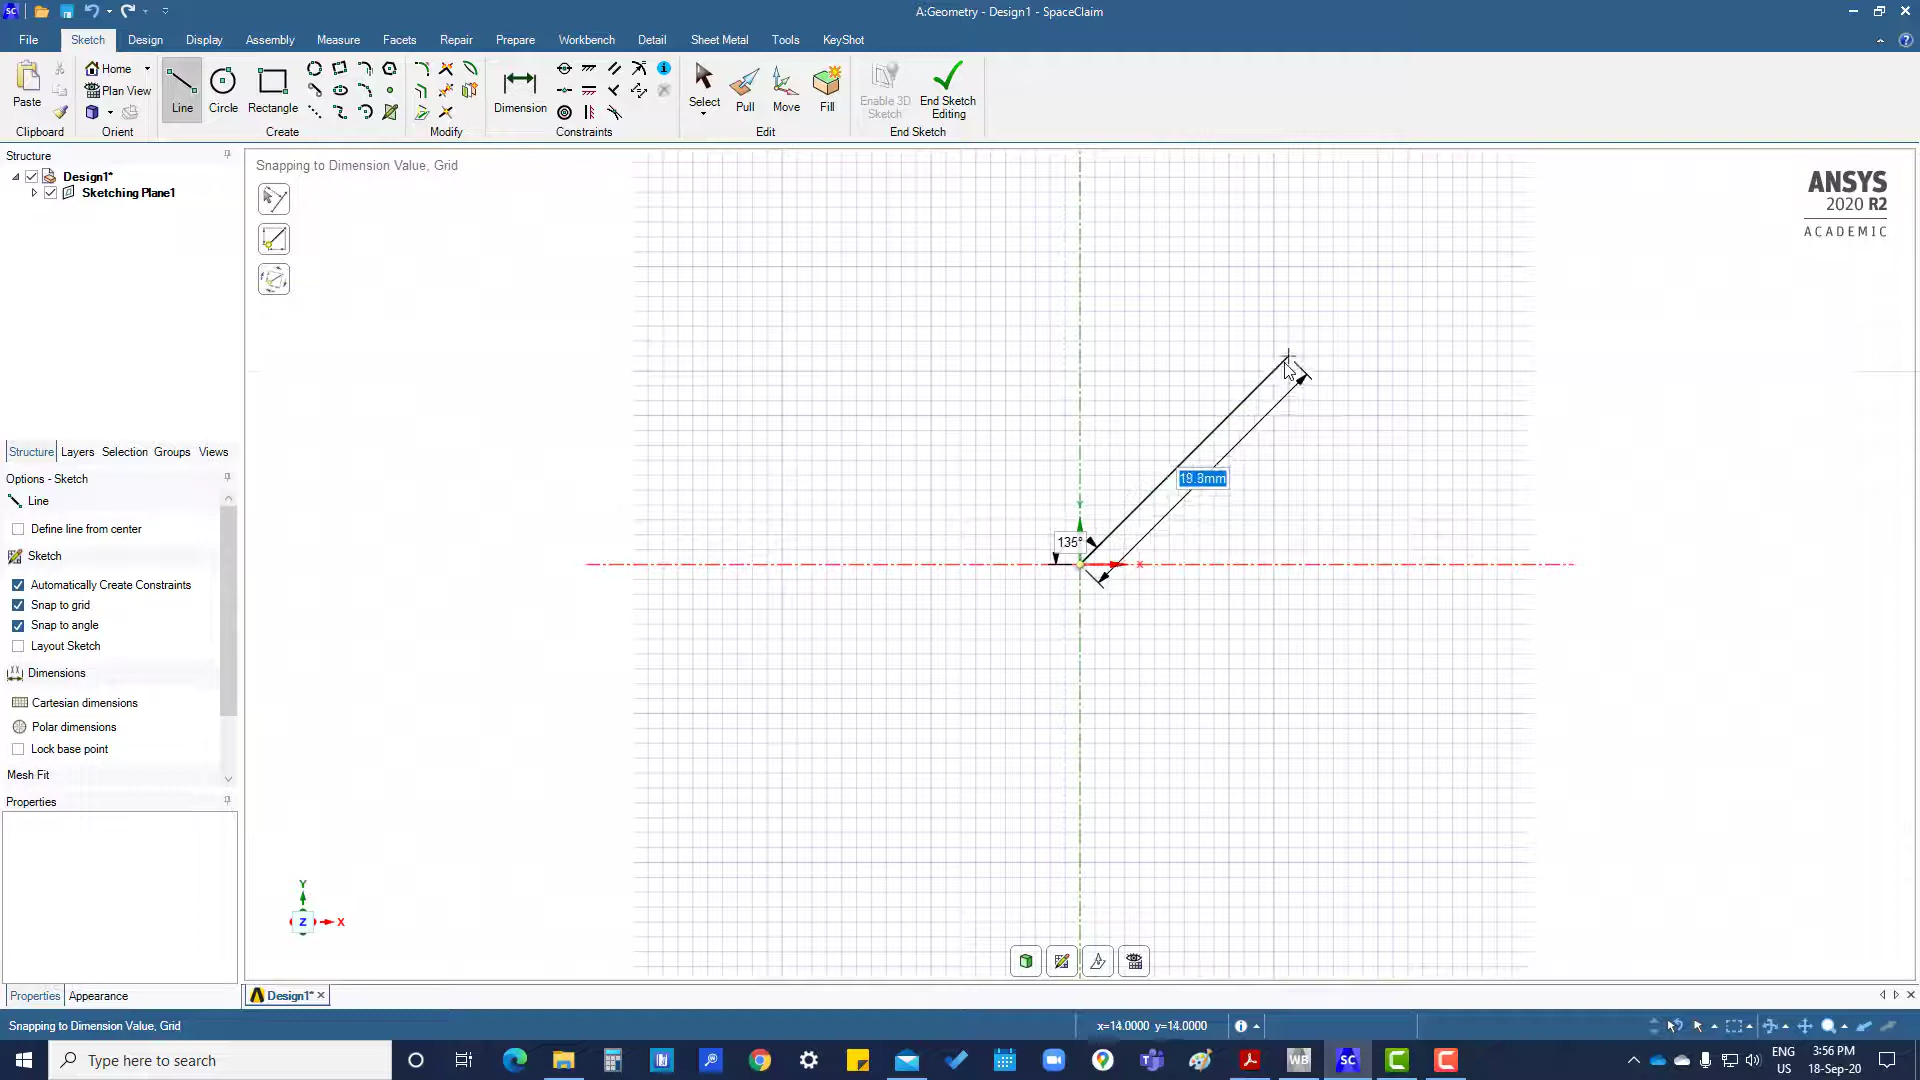 A:Geometry - Design1 - SpaceClaim
File Sketch Design Display Assembly Measure Facets Repair Prepare Workbench Detail Sheet Metal Tools KeyShot
Paste
Home
Plan View
Line
Circle
Rectangle
Dimension
Select
Pull
Move
Fill
Enable 3D
Sketch
End Sketch
Editing
Clipboard
Orient
Create
Modify
Constraints
Edit
End Sketch
Structure
Design1*
Sketching Plane1
Snapping to Dimension Value, Grid
ANSYS
2020 R2
ACADEMIC
19.8mm
135°
Y
X
Structure Layers Selection Groups Views
Options - Sketch
Line
Define line from center
Sketch
Automatically Create Constraints
Snap to grid
Snap to angle
Layout Sketch
Dimensions
Cartesian dimensions
Polar dimensions
Lock base point
Mesh Fit
Properties
Y
Z
X
Properties Appearance
Design1*
Snapping to Dimension Value, Grid
x=14.0000 y=14.0000
Type here to search
ENG
US
3:56 PM
18-Sep-20